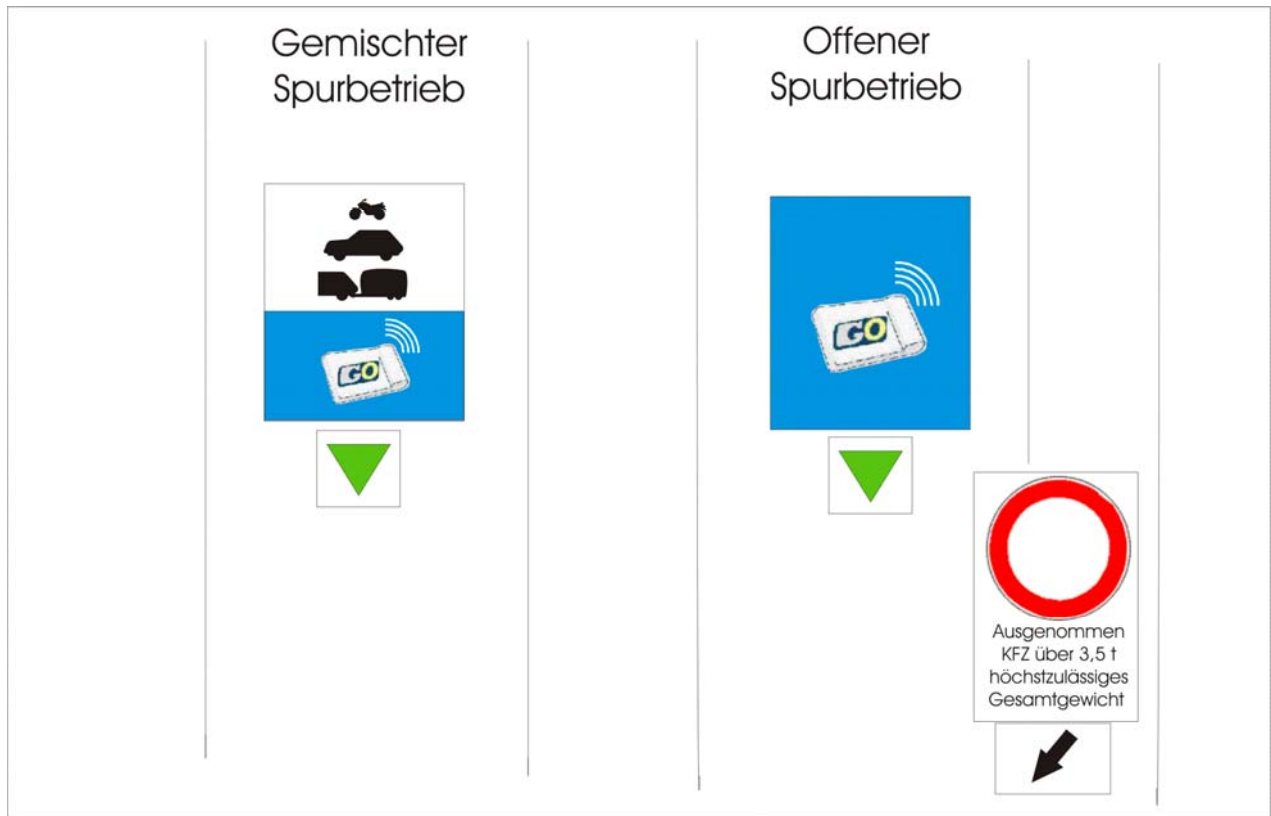 Gemischter
Spurbetrieb
GO
Offener
Spurbetrieb
GO
Ausgenommen
KFZ über 3,5 t
höchstzulässiges
Gesamtgewicht